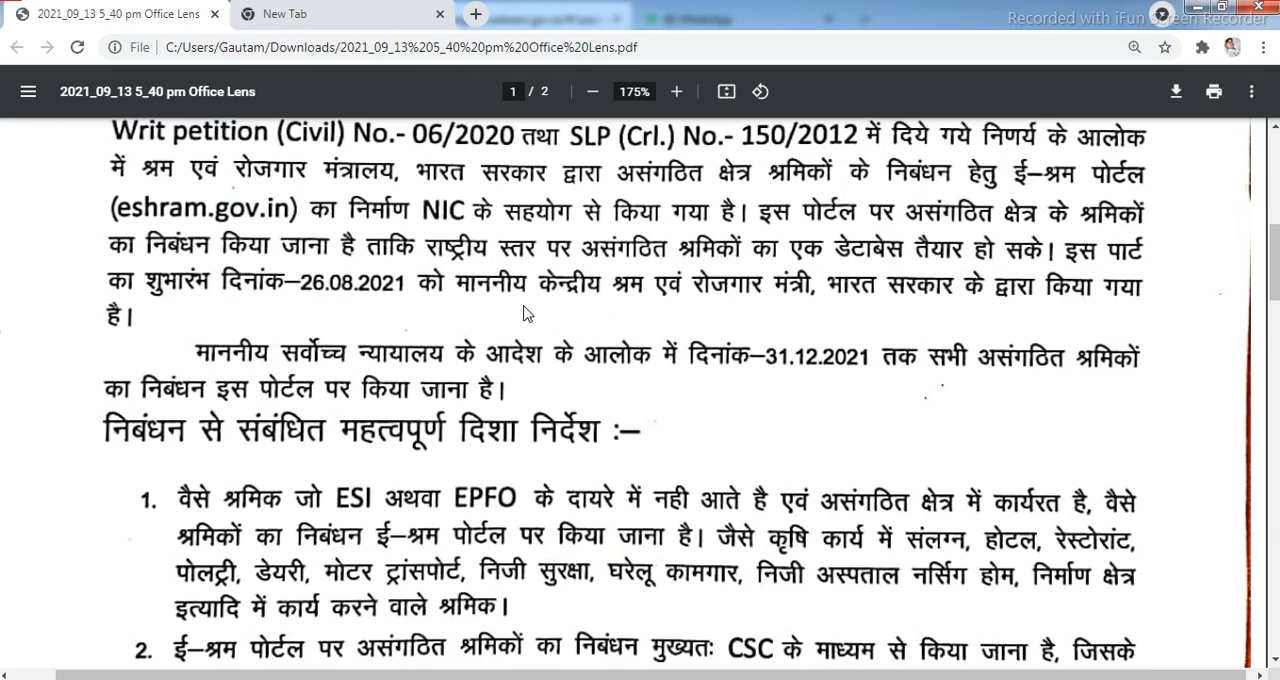 2021_09_13 5_40 pm Office Lens
New Tab
Recorded with iFun Screen Recorder
File
C:/Users/Gautam/Downloads/2021_09_13%205_40%20pm%20Office%20Lens.pdf
2021_09_13 5_40 pm Office Lens
1 / 2
175%
Writ petition (Civil) No.- 06/2020 तथा SLP (Crl.) No.- 150/2012 में दिये गये निणर्य के आलोक
में श्रम एवं रोजगार मंत्रालय, भारत सरकार द्वारा असंगठित क्षेत्र श्रमिकों के निबंधन हेतु ई–श्रम पोर्टल
(eshram.gov.in) का निर्माण NIC के सहयोग से किया गया है। इस पोर्टल पर असंगठित क्षेत्र के श्रमिकों
का निबंधन किया जाना है ताकि राष्ट्रीय स्तर पर असंगठित श्रमिकों का एक डेटाबेस तैयार हो सके। इस पार्ट
का शुभारंभ दिनांक–26.08.2021 को माननीय केन्द्रीय श्रम एवं रोजगार मंत्री, भारत सरकार के द्वारा किया गया
है।
माननीय सर्वोच्च न्यायालय के आदेश के आलोक में दिनांक–31.12.2021 तक सभी असंगठित श्रमिकों
का निबंधन इस पोर्टल पर किया जाना है।
निबंधन से संबंधित महत्वपूर्ण दिशा निर्देश :–
1. वैसे श्रमिक जो ESI अथवा EPFO के दायरे में नही आते है एवं असंगठित क्षेत्र में कार्यरत है, वैसे
श्रमिकों का निबंधन ई–श्रम पोर्टल पर किया जाना है। जैसे कृषि कार्य में संलग्न, होटल, रेस्टोरांट,
पोलट्री, डेयरी, मोटर ट्रांसपोर्ट, निजी सुरक्षा, घरेलू कामगार, निजी अस्पताल नर्सिग होम, निर्माण क्षेत्र
इत्यादि में कार्य करने वाले श्रमिक।
2. ई–श्रम पोर्टल पर असंगठित श्रमिकों का निबंधन मुख्यतः CSC के माध्यम से किया जाना है, जिसके